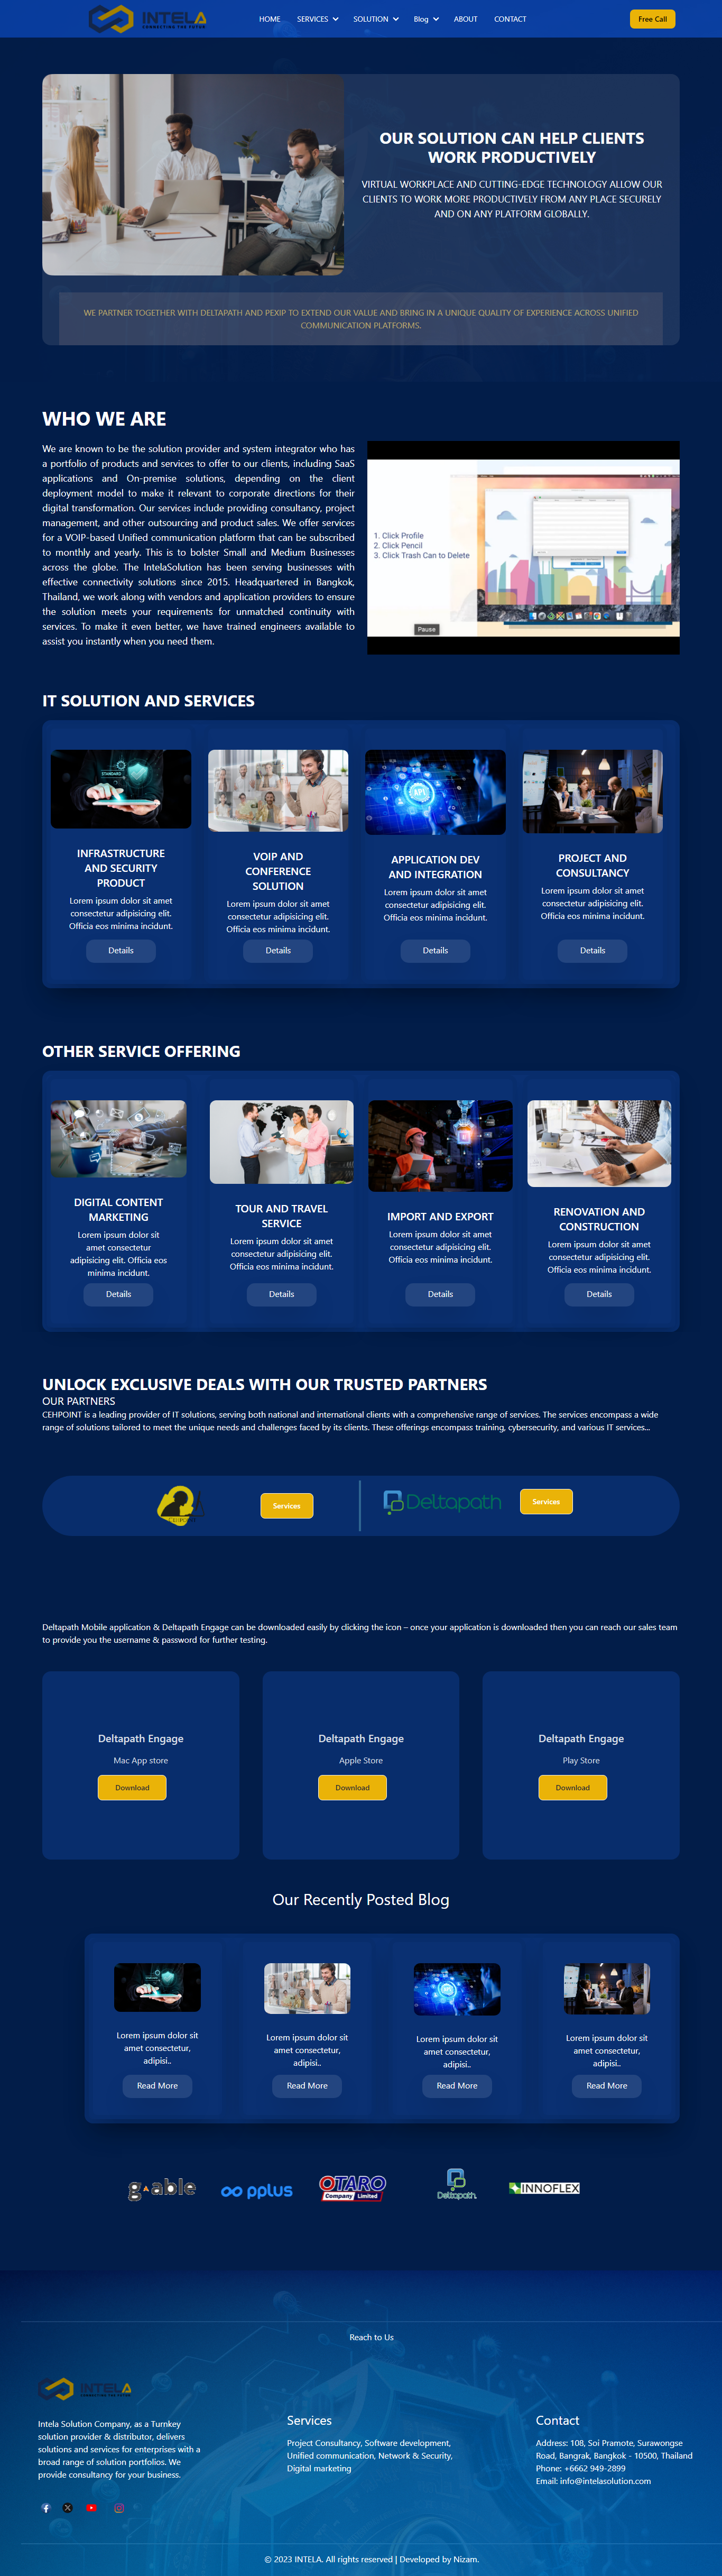 INTELA
CONNECTING THE FUTUR
HOME
SERVICES
SOLUTION
Blog
ABOUT
CONTACT
Free Call
OUR SOLUTION CAN HELP CLIENTS
WORK PRODUCTIVELY
VIRTUAL WORKPLACE AND CUTTING-EDGE TECHNOLOGY ALLOW OUR
CLIENTS TO WORK MORE PRODUCTIVELY FROM ANY PLACE SECURELY
AND ON ANY PLATFORM GLOBALLY.
WE PARTNER TOGETHER WITH DELTAPATH AND PEXIP TO EXTEND OUR VALUE AND BRING IN A UNIQUE QUALITY OF EXPERIENCE ACROSS UNIFIED
COMMUNICATION PLATFORMS.
WHO WE ARE
We are known to be the solution provider and system integrator who has
a portfolio of products and services to offer to our clients, including SaaS
applications and On-premise solutions, depending on the client
deployment model to make it relevant to corporate directions for their
digital transformation. Our services include providing consultancy, project
management, and other outsourcing and product sales. We offer services
for a VOIP-based Unified communication platform that can be subscribed
to monthly and yearly. This is to bolster Small and Medium Businesses
across the globe. The IntelaSolution has been serving businesses with
effective connectivity solutions since 2015. Headquartered in Bangkok,
Thailand, we work along with vendors and application providers to ensure
the solution meets your requirements for unmatched continuity with
services. To make it even better, we have trained engineers available to
assist you instantly when you need them.
1. Click Profile
2. Click Pencil
3. Click Trash Can to Delete
Pause
IT SOLUTION AND SERVICES
STANDARD
API
INFRASTRUCTURE
AND SECURITY
PRODUCT
Lorem ipsum dolor sit amet
consectetur adipisicing elit.
Officia eos minima incidunt.
Details
VOIP AND
CONFERENCE
SOLUTION
Lorem ipsum dolor sit amet
consectetur adipisicing elit.
Officia eos minima incidunt.
Details
APPLICATION DEV
AND INTEGRATION
Lorem ipsum dolor sit amet
consectetur adipisicing elit.
Officia eos minima incidunt.
Details
PROJECT AND
CONSULTANCY
Lorem ipsum dolor sit amet
consectetur adipisicing elit.
Officia eos minima incidunt.
Details
OTHER SERVICE OFFERING
DIGITAL CONTENT
MARKETING
Lorem ipsum dolor sit
amet consectetur
adipisicing elit. Officia eos
minima incidunt.
Details
TOUR AND TRAVEL
SERVICE
Lorem ipsum dolor sit amet
consectetur adipisicing elit.
Officia eos minima incidunt.
Details
IMPORT AND EXPORT
Lorem ipsum dolor sit amet
consectetur adipisicing elit.
Officia eos minima incidunt.
Details
RENOVATION AND
CONSTRUCTION
Lorem ipsum dolor sit amet
consectetur adipisicing elit.
Officia eos minima incidunt.
Details
UNLOCK EXCLUSIVE DEALS WITH OUR TRUSTED PARTNERS
OUR PARTNERS
CEHPOINT is a leading provider of IT solutions, serving both national and international clients with a comprehensive range of services. The services encompass a wide
range of solutions tailored to meet the unique needs and challenges faced by its clients. These offerings encompass training, cybersecurity, and various IT services...
Services
Deltapath
Services
Deltapath Mobile application & Deltapath Engage can be downloaded easily by clicking the icon – once your application is downloaded then you can reach our sales team
to provide you the username & password for further testing.
Deltapath Engage
Mac App store
Download
Deltapath Engage
Apple Store
Download
Deltapath Engage
Play Store
Download
Our Recently Posted Blog
STANDARD
API
Lorem ipsum dolor sit
amet consectetur,
adipisi..
Read More
Lorem ipsum dolor sit
amet consectetur,
adipisi..
Read More
Lorem ipsum dolor sit
amet consectetur,
adipisi..
Read More
Lorem ipsum dolor sit
amet consectetur,
adipisi..
Read More
g able
pplus
OTARO
Company Limited
Deltapath
INNOFLEX
Reach to Us
INTELA
CONNECTING THE FUTUR
Intela Solution Company, as a Turnkey
solution provider & distributor, delivers
solutions and services for enterprises with a
broad range of solution portfolios. We
provide consultancy for your business.
Services
Project Consultancy, Software development,
Unified communication, Network & Security,
Digital marketing
Contact
Address: 108, Soi Pramote, Surawongse
Road, Bangrak, Bangkok - 10500, Thailand
Phone: +6662 949-2899
Email: info@intelasolution.com
© 2023 INTELA. All rights reserved | Developed by Nizam.